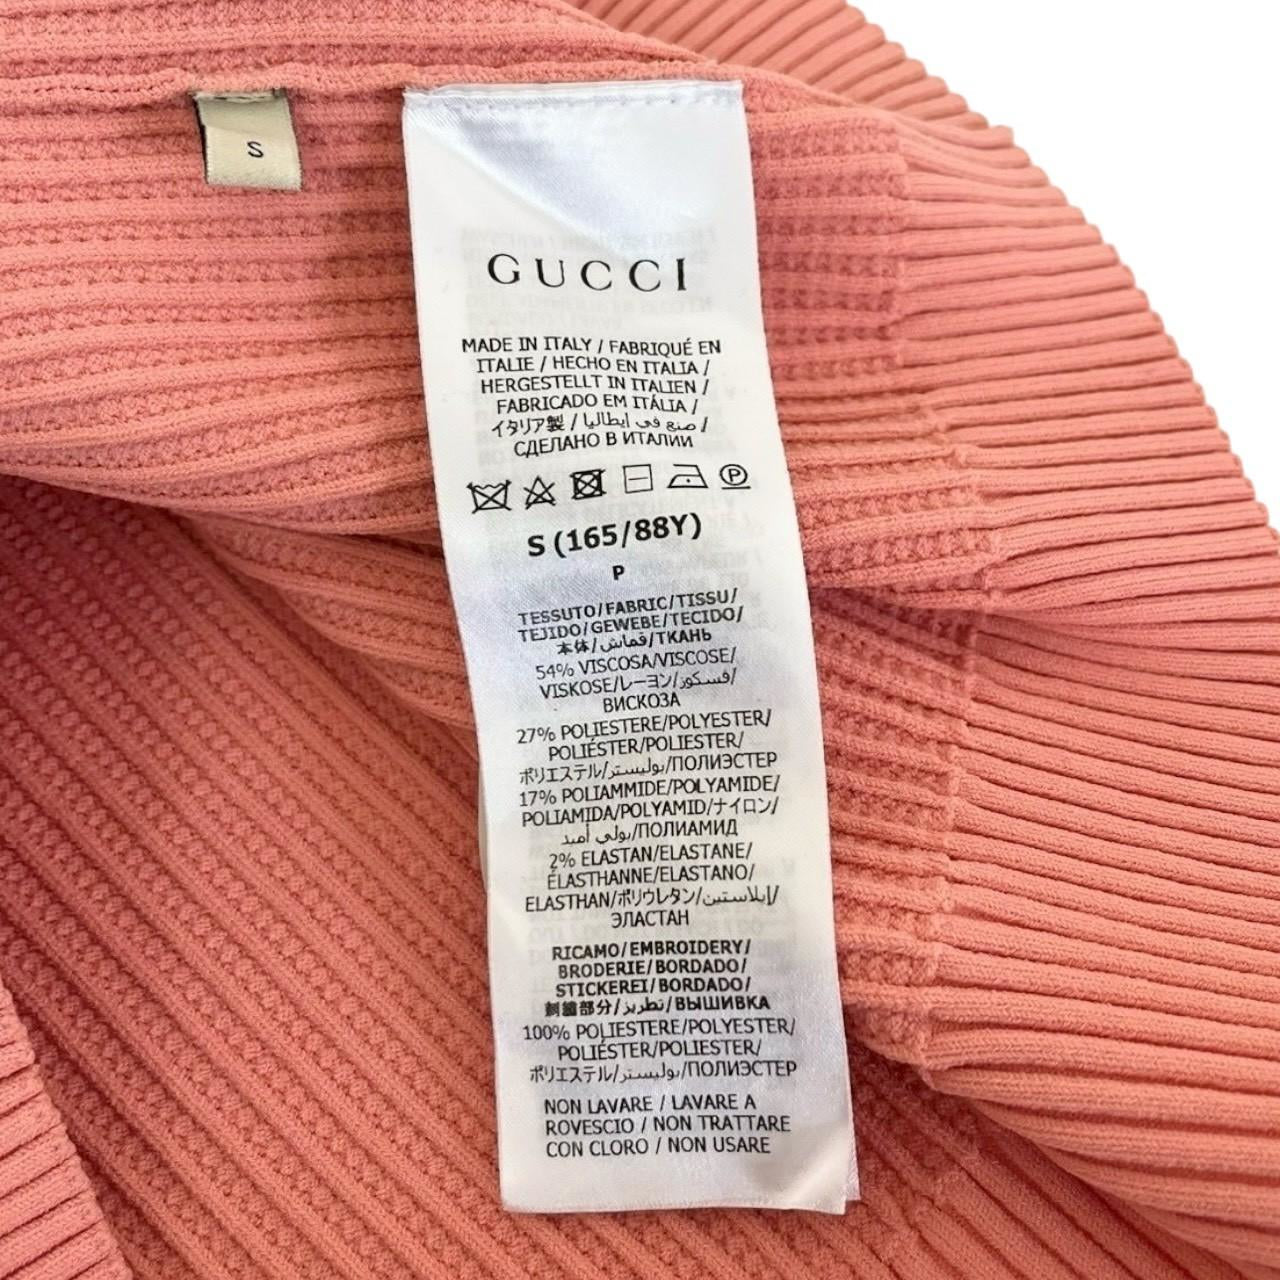 S
GUCCI
MADE IN ITALY / FABRIQUÉ EN
ITALIE / HECHO EN ITALIA /
HERGESTELLT IN ITALIEN /
FABRICADO EM ITÁLIA /
イタリア製 / صنع في إيطاليا /
СДЕЛАНО В ИТАЛИИ
P
S (165/88Y)
P
TESSUTO/FABRIC/TISSU/
TEJIDO/GEWEBE/TECIDO/
本体/قماش/ТКАНЬ
54% VISCOSA/VISCOSE/
VISKOSE/レーヨン/فسكوز/
ВИСКОЗА
27% POLIESTERE/POLYESTER/
POLIÉSTER/POLIESTER/
ポリエステル/بوليستر/ПОЛИЭСТЕР
17% POLIAMMIDE/POLYAMIDE/
POLIAMIDA/POLYAMID/ナイロン/
بولي أميد/ПОЛИАМИД
2% ELASTAN/ELASTANE/
ÉLASTHANNE/ELASTANO/
ELASTHAN/ポリウレタン/إيلاستين/
ЭЛАСТАН
RICAMO/EMBROIDERY/
BRODERIE/BORDADO/
STICKEREI/BORDADO/
刺繍部分/تطريز/ВЫШИВКА
100% POLIESTERE/POLYESTER/
POLIÉSTER/POLIESTER/
ポリエステル/بوليستر/ПОЛИЭСТЕР
NON LAVARE / LAVARE A
ROVESCIO / NON TRATTARE
CON CLORO / NON USARE